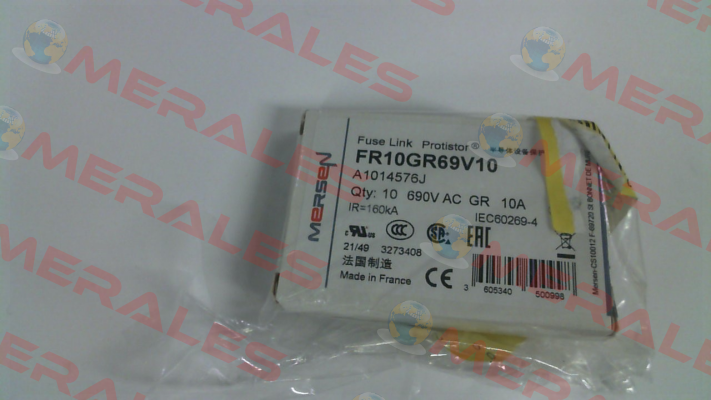 MERALES
Fuse Link Protistor®
FR10GR69V10
A1014576J
Qty: 10 690V AC GR 10A
IR=160kA
IEC60269-4
MERSEN
21/49 3273408
法国制造
Made in France
3 605340 500998